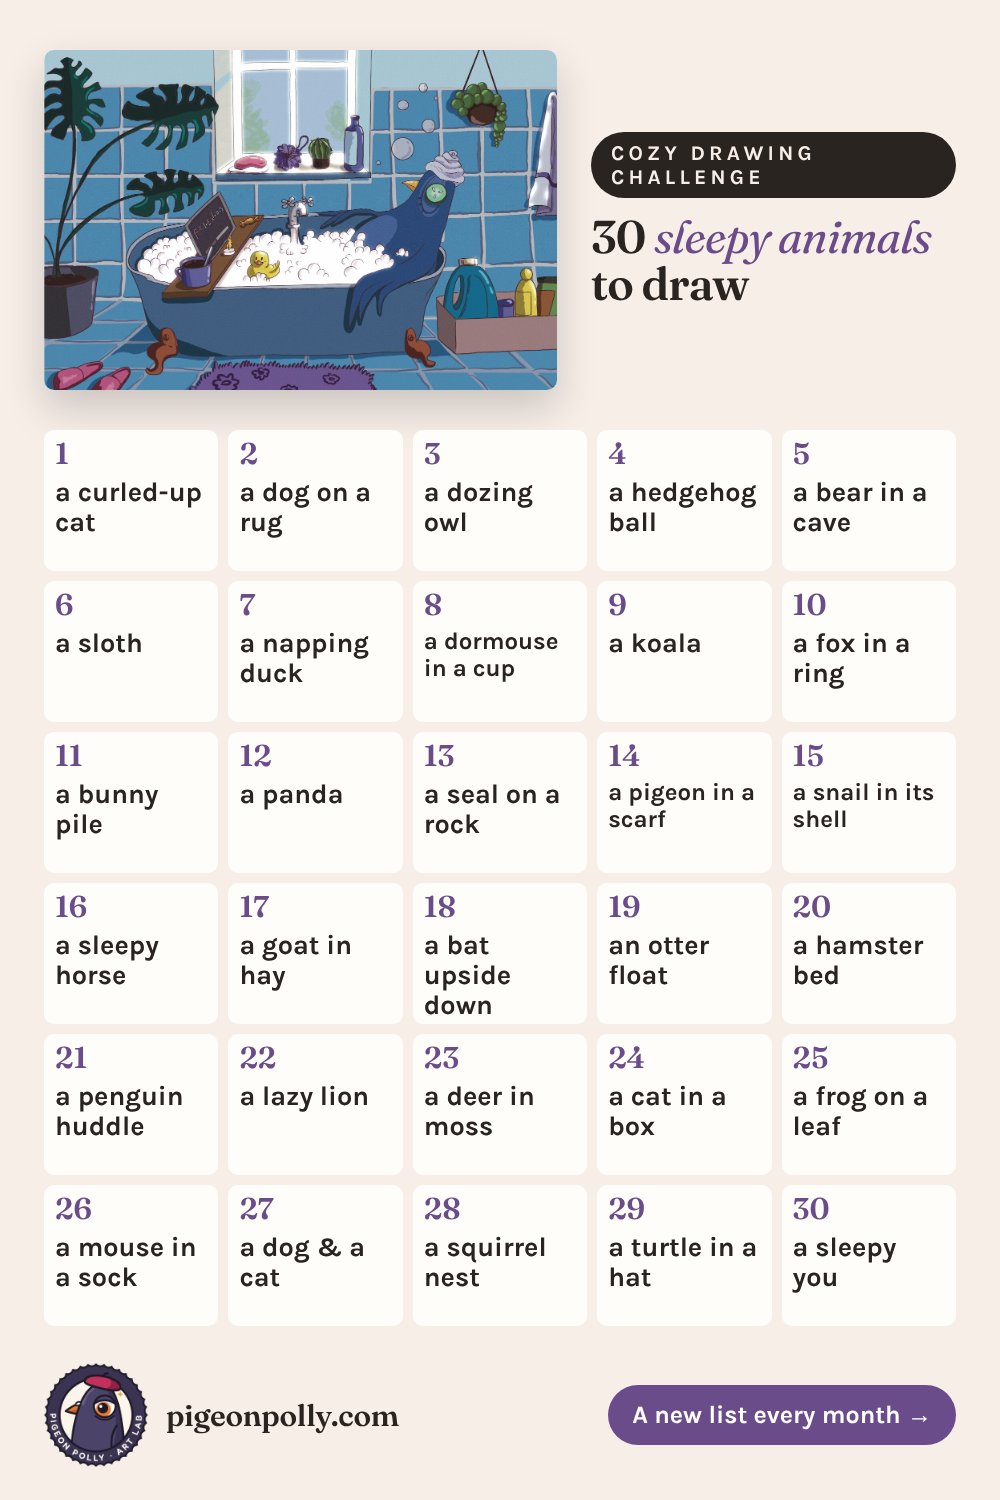 COZY DRAWING
CHALLENGE
30 sleepy animals
to draw
1
a curled-up
cat
2
a dog on a
rug
3
a dozing
owl
4
a hedgehog
ball
5
a bear in a
cave
6
a sloth
7
a napping
duck
8
a dormouse
in a cup
9
a koala
10
a fox in a
ring
11
a bunny
pile
12
a panda
13
a seal on a
rock
14
a pigeon in a
scarf
15
a snail in its
shell
16
a sleepy
horse
17
a goat in
hay
18
a bat
upside
down
19
an otter
float
20
a hamster
bed
21
a penguin
huddle
22
a lazy lion
23
a deer in
moss
24
a cat in a
box
25
a frog on a
leaf
26
a mouse in
a sock
27
a dog & a
cat
28
a squirrel
nest
29
a turtle in a
hat
30
a sleepy
you
PIGEON POLLY · ART LAB
pigeonpolly.com
A new list every month →